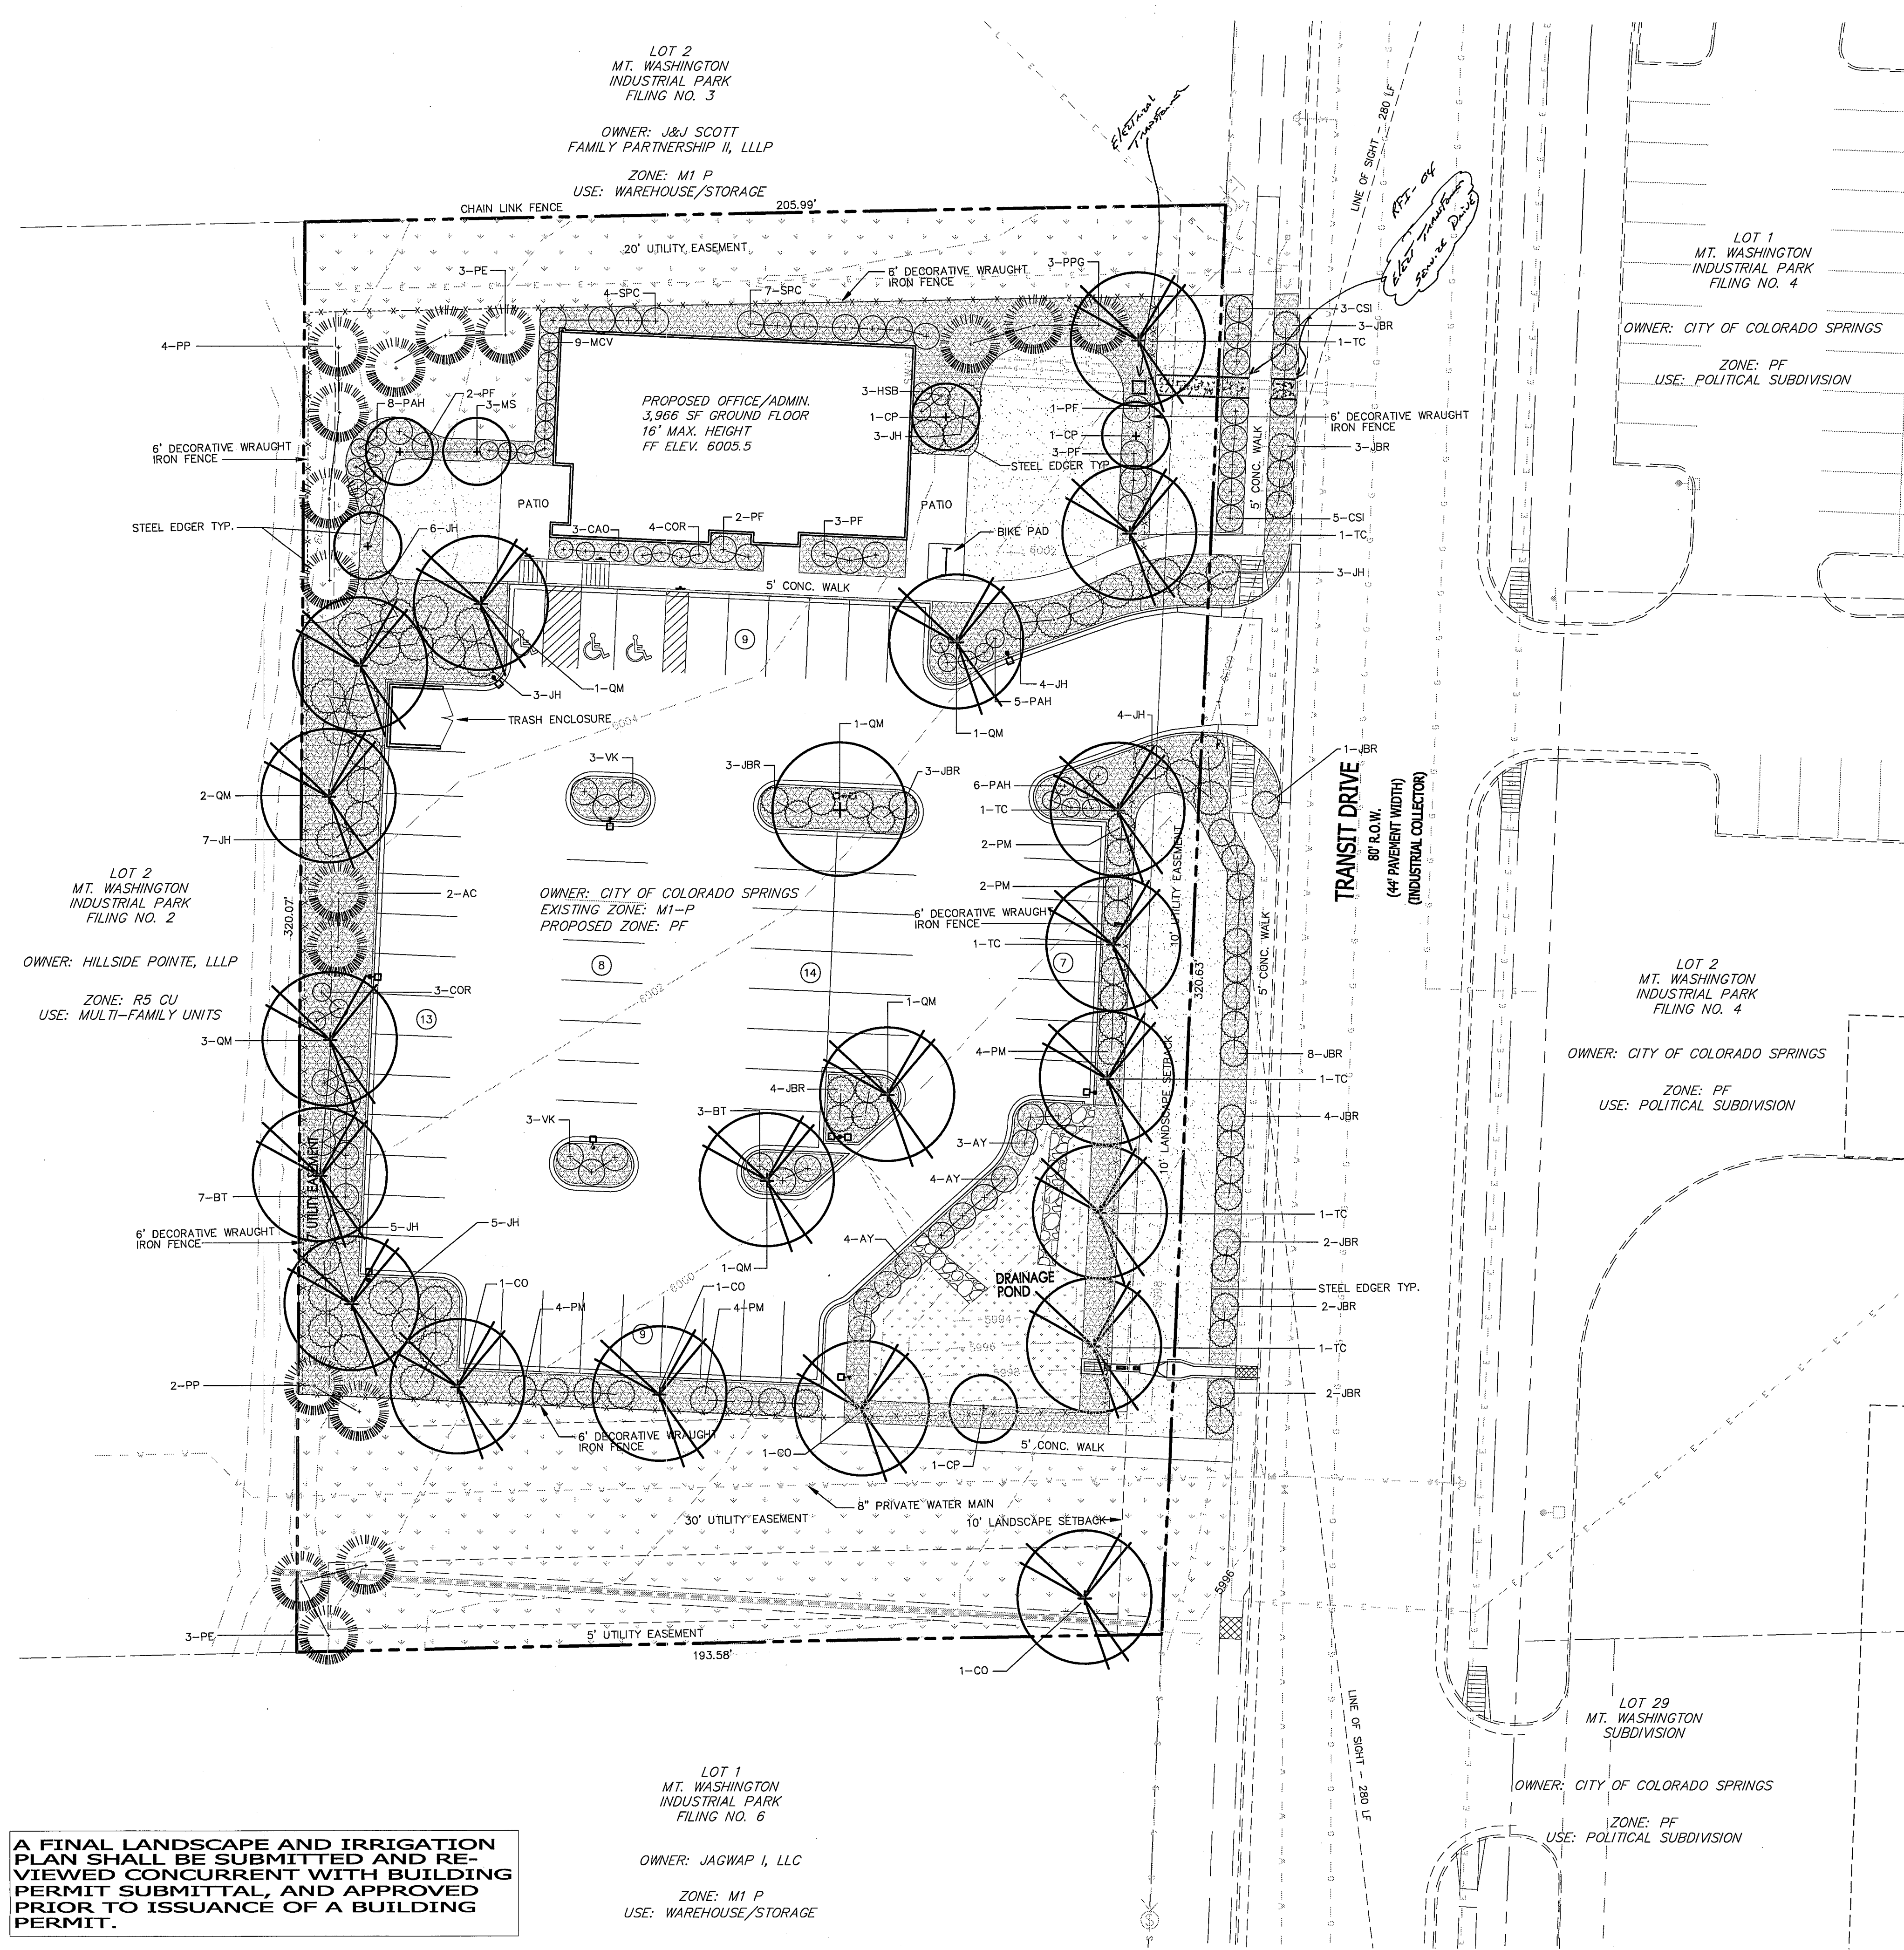 LOT 2
MT. WASHINGTON
INDUSTRIAL PARK
FILING NO. 3
OWNER: J&J SCOTT
FAMILY PARTNERSHIP II, LLLP
ZONE: M1 P
USE: WAREHOUSE/STORAGE
CHAIN LINK FENCE
205.99'
20' UTILITY EASEMENT
Electrical
Transformer
LINE OF SIGHT - 280 LF
RFI-04
Elect Transformer
Service Drive
LOT 1
MT. WASHINGTON
INDUSTRIAL PARK
FILING NO. 4
OWNER: CITY OF COLORADO SPRINGS
ZONE: PF
USE: POLITICAL SUBDIVISION
3-PE
4-SPC
7-SPC
6' DECORATIVE WRAUGHT
IRON FENCE
3-PPG
3-CSI
3-JBR
1-TC
4-PP
9-MCV
8-PAH
2-PF
3-MS
PROPOSED OFFICE/ADMIN.
3,966 SF GROUND FLOOR
16' MAX. HEIGHT
FF ELEV. 6005.5
3-HSB
1-CP
3-JH
1-PF
1-CP
3-PF
6' DECORATIVE WRAUGHT
IRON FENCE
3-JBR
6' DECORATIVE WRAUGHT
IRON FENCE
STEEL EDGER TYP.
5' CONC. WALK
PATIO
PATIO
STEEL EDGER TYP.
6-JH
3-CAO
4-COR
2-PF
3-PF
BIKE PAD
6002
5-CSI
1-TC
3-JH
5' CONC. WALK
9
3-JH
1-QM
4-JH
5-PAH
1-QM
TRASH ENCLOSURE
6004
6000
1-QM
4-JH
1-JBR
3-VK
3-JBR
3-JBR
6-PAH
1-TC
2-QM
7-JH
2-PM
10' UTILITY EASEMENT
TRANSIT DRIVE
80' R.O.W.
(44' PAVEMENT WIDTH)
(INDUSTRIAL COLLECTOR)
LOT 2
MT. WASHINGTON
INDUSTRIAL PARK
FILING NO. 2
OWNER: HILLSIDE POINTE, LLLP
ZONE: R5 CU
USE: MULTI-FAMILY UNITS
320.07'
2-AC
OWNER: CITY OF COLORADO SPRINGS
EXISTING ZONE: M1-P
PROPOSED ZONE: PF
2-PM
6' DECORATIVE WRAUGHT
IRON FENCE
1-TC
5' CONC. WALK
320.63'
8
14
7
6002
3-COR
13
3-QM
1-QM
LOT 2
MT. WASHINGTON
INDUSTRIAL PARK
FILING NO. 4
OWNER: CITY OF COLORADO SPRINGS
ZONE: PF
USE: POLITICAL SUBDIVISION
4-PM
8-JBR
1-TC
10' LANDSCAPE SETBACK
4-JBR
4-JBR
3-BT
3-VK
3-AY
4-AY
7' UTILITY EASEMENT
7-BT
5-JH
5-JH
6' DECORATIVE WRAUGHT
IRON FENCE
4-AY
1-QM
1-TC
2-JBR
DRAINAGE
POND
5998
STEEL EDGER TYP.
2-JBR
6000
1-CO
1-CO
4-PM
4-PM
9
5994
5996
5998
1-TC
2-PP
2-JBR
6' DECORATIVE WRAUGHT
IRON FENCE
1-CO
1-CP
5' CONC. WALK
8" PRIVATE WATER MAIN
30' UTILITY EASEMENT
10' LANDSCAPE SETBACK
5996
3-PE
5' UTILITY EASEMENT
193.58'
1-CO
LINE OF SIGHT - 280 LF
LOT 29
MT. WASHINGTON
SUBDIVISION
OWNER: CITY OF COLORADO SPRINGS
ZONE: PF
USE: POLITICAL SUBDIVISION
LOT 1
MT. WASHINGTON
INDUSTRIAL PARK
FILING NO. 6
OWNER: JAGWAP I, LLC
ZONE: M1 P
USE: WAREHOUSE/STORAGE
A FINAL LANDSCAPE AND IRRIGATION
PLAN SHALL BE SUBMITTED AND RE-
VIEWED CONCURRENT WITH BUILDING
PERMIT SUBMITTAL, AND APPROVED
PRIOR TO ISSUANCE OF A BUILDING
PERMIT.